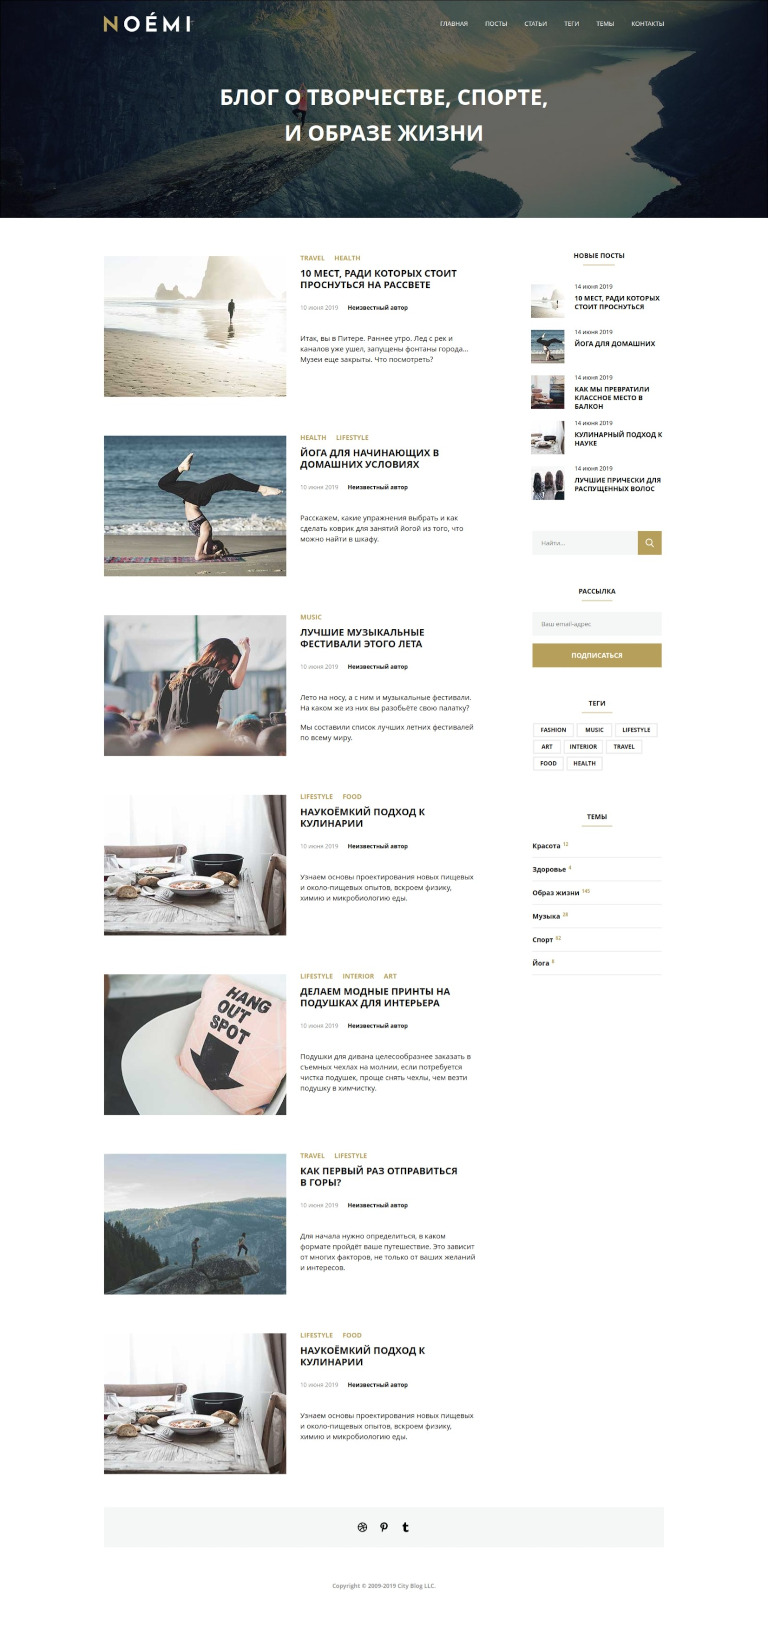 NOÉMI
ГЛАВНАЯ ПОСТЫ СТАТЬИ ТЕГИ ТЕМЫ КОНТАКТЫ
БЛОГ О ТВОРЧЕСТВЕ, СПОРТЕ,
И ОБРАЗЕ ЖИЗНИ
TRAVEL HEALTH
10 МЕСТ, РАДИ КОТОРЫХ СТОИТ
ПРОСНУТЬСЯ НА РАССВЕТЕ
10 июня 2019 Неизвестный автор
Итак, вы в Питере. Раннее утро. Лед с рек и
каналов уже ушел, запущены фонтаны города...
Музеи еще закрыты. Что посмотреть?
HEALTH LIFESTYLE
ЙОГА ДЛЯ НАЧИНАЮЩИХ В
ДОМАШНИХ УСЛОВИЯХ
10 июня 2019 Неизвестный автор
Расскажем, какие упражнения выбрать и как
сделать коврик для занятий йогой из того, что
можно найти в шкафу.
MUSIC
ЛУЧШИЕ МУЗЫКАЛЬНЫЕ
ФЕСТИВАЛИ ЭТОГО ЛЕТА
10 июня 2019 Неизвестный автор
Лето на носу, а с ним и музыкальные фестивали.
На каком же из них вы разобьёте свою палатку?
Мы составили список лучших летних фестивалей
по всему миру.
LIFESTYLE FOOD
НАУКОЁМКИЙ ПОДХОД К
КУЛИНАРИИ
10 июня 2019 Неизвестный автор
Узнаем основы проектирования новых пищевых
и около-пищевых опытов, вскроем физику,
химию и микробиологию еды.
LIFESTYLE INTERIOR ART
ДЕЛАЕМ МОДНЫЕ ПРИНТЫ НА
ПОДУШКАХ ДЛЯ ИНТЕРЬЕРА
10 июня 2019 Неизвестный автор
Подушки для дивана целесообразнее заказать в
съемных чехлах на молнии, если потребуется
чистка подушек, проще снять чехлы, чем везти
подушку в химчистку.
HANG
OUT
SPOT
TRAVEL LIFESTYLE
КАК ПЕРВЫЙ РАЗ ОТПРАВИТЬСЯ
В ГОРЫ?
10 июня 2019 Неизвестный автор
Для начала нужно определиться, в каком
формате пройдёт ваше путешествие. Это зависит
от многих факторов, не только от ваших желаний
и интересов.
LIFESTYLE FOOD
НАУКОЁМКИЙ ПОДХОД К
КУЛИНАРИИ
10 июня 2019 Неизвестный автор
Узнаем основы проектирования новых пищевых
и около-пищевых опытов, вскроем физику,
химию и микробиологию еды.
НОВЫЕ ПОСТЫ
14 июня 2019
10 МЕСТ, РАДИ КОТОРЫХ
СТОИТ ПРОСНУТЬСЯ
14 июня 2019
ЙОГА ДЛЯ ДОМАШНИХ
14 июня 2019
КАК МЫ ПРЕВРАТИЛИ
КЛАССНОЕ МЕСТО В
БАЛКОН
14 июня 2019
КУЛИНАРНЫЙ ПОДХОД К
НАУКЕ
14 июня 2019
ЛУЧШИЕ ПРИЧЕСКИ ДЛЯ
РАСПУЩЕННЫХ ВОЛОС
Найти...
РАССЫЛКА
Ваш email-адрес
ПОДПИСАТЬСЯ
ТЕГИ
FASHION MUSIC LIFESTYLE
ART INTERIOR TRAVEL
FOOD HEALTH
ТЕМЫ
Красота 12
Здоровье 4
Образ жизни 145
Музыка 28
Спорт 62
Йога 6
Copyright © 2009-2019 City Blog LLC.